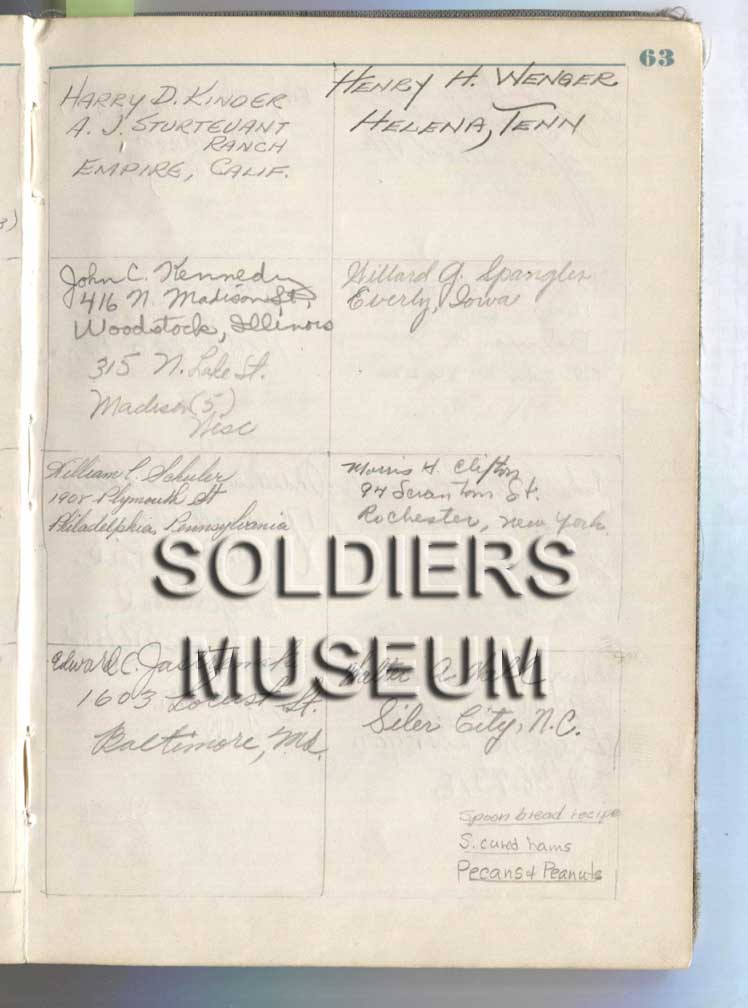 63
HARRY D. KINDER
A. J. STURTEVANT
RANCH
EMPIRE, CALIF.
HENRY H. WENGER
HELENA, TENN
John C. Kennedy
416 N. Madison St,
Woodstock, Illinois
315 N. Lake St.
Madison (5)
Wisc
Willard G. Spangler
Everly, Iowa
William C. Schuler
1908 Plymouth St
Philadelphia, Pennsylvania
Morris H. Clifton
94 Scrantom St.
Rochester, New York
SOLDIERS
MUSEUM
Edward C.
1603 Locust St.
Baltimore, Md.
Walter A.
Siler City, N.C.
Spoon bread recipe
S. cured hams
Pecans & Peanuts